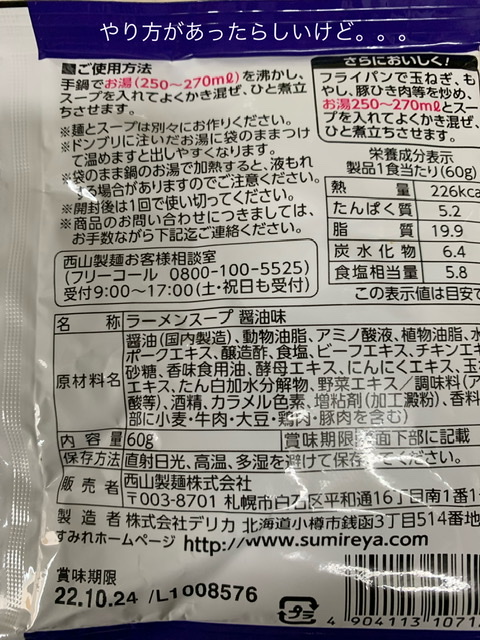 やり方があったらしいけど。。。
■ご使用方法
手鍋でお湯(250〜270mℓ)を沸かし、
スープを入れてよくかき混ぜ、ひと煮立
ちさせます。
※麺とスープは別々にお作りください。
※ドンブリに注いだお湯に袋のままつけ
て温めますと出しやすくなります。
※袋のまま鍋のお湯で加熱すると、液もれ
する場合がありますのでご注意ください。
※開封後は1回で使い切ってください。
※商品のお問い合わせにつきましては、
お手数ながら下記迄ご連絡ください。
西山製麺お客様相談室
(フリーコール 0800-100-5525)
受付9:00〜17:00(土・祝日も受付)
さらにおいしく!
フライパンで玉ねぎ、も
やし、豚ひき肉等を炒め、
お湯250〜270mℓとス
プを入れてよくかき混ぜ、
ひと煮立ちさせます。
栄養成分表示
製品1食当たり(60g)
熱量 226kca
たんぱく質 5.2
脂質 19.9
炭水化物 6.4
食塩相当量 5.8
この表示値は目安で
名称 ラーメンスープ 醤油味
原材料名 醤油(国内製造)、動物油脂、アミノ酸液、植物油脂、水
ポークエキス、醸造酢、食塩、ビーフエキス、チキンエキ
砂糖、香味食用油、酵母エキス、にんにくエキス、玉
エキス、たん白加水分解物、野菜エキス/調味料(ア
酸等)、酒精、カラメル色素、増粘剤(加工澱粉)、香料
部に小麦・牛肉・大豆・鶏肉・豚肉を含む)
内容量 60g 賞味期限 面下部に記載
保存方法 直射日光、高温、多湿を避けて保存してください。
販売者 西山製麺株式会社
〒003-8701 札幌市白石区平和通16丁目南1番1
製造者 株式会社デリカ 北海道小樽市銭函3丁目514番地
すみれホームページ http://www.sumireya.com
賞味期限
22.10.24 /L1008576
プラ
4 904113 10712